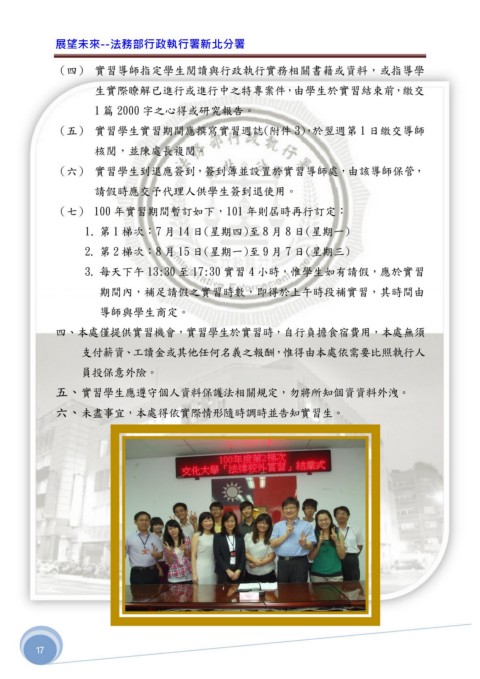 展望未來--法務部行政執行署新北分署
（四） 實習導師指定學生閱讀與行政執行實務相關書籍或資料，或指導學
生實際瞭解已進行或進行中之特專案件，由學生於實習結束前，繳交
1 篇 2000 字之心得或研究報告。
（五） 實習學生實習期間應撰寫實習週誌(附件 3)，於翌週第 1 日繳交導師
核閱，並陳處長複閱。
（六） 實習學生到退應簽到，簽到簿並設置於實習導師處，由該導師保管，
請假時應交予代理人供學生簽到退使用。
（七） 100 年實習期間暫訂如下，101 年則屆時再行訂定：
1. 第 1 梯次：7 月 14 日(星期四)至 8 月 8 日(星期一)
2. 第 2 梯次：8 月 15 日(星期一)至 9 月 7 日(星期三)
3. 每天下午 13:30 至 17:30 實習 4 小時，惟學生如有請假，應於實習
期間內，補足請假之實習時數，即得於上午時段補實習，其時間由
導師與學生商定。
四、本處僅提供實習機會，實習學生於實習時，自行負擔食宿費用，本處無須
支付薪資、工讀金或其他任何名義之報酬，惟得由本處依需要比照執行人
員投保意外險。
五、實習學生應遵守個人資料保護法相關規定，勿將所知個資資料外洩。
六、未盡事宜，本處得依實際情形隨時調時並告知實習生。
100年度第2梯次
文化大學「法律校外實習」結業式
17